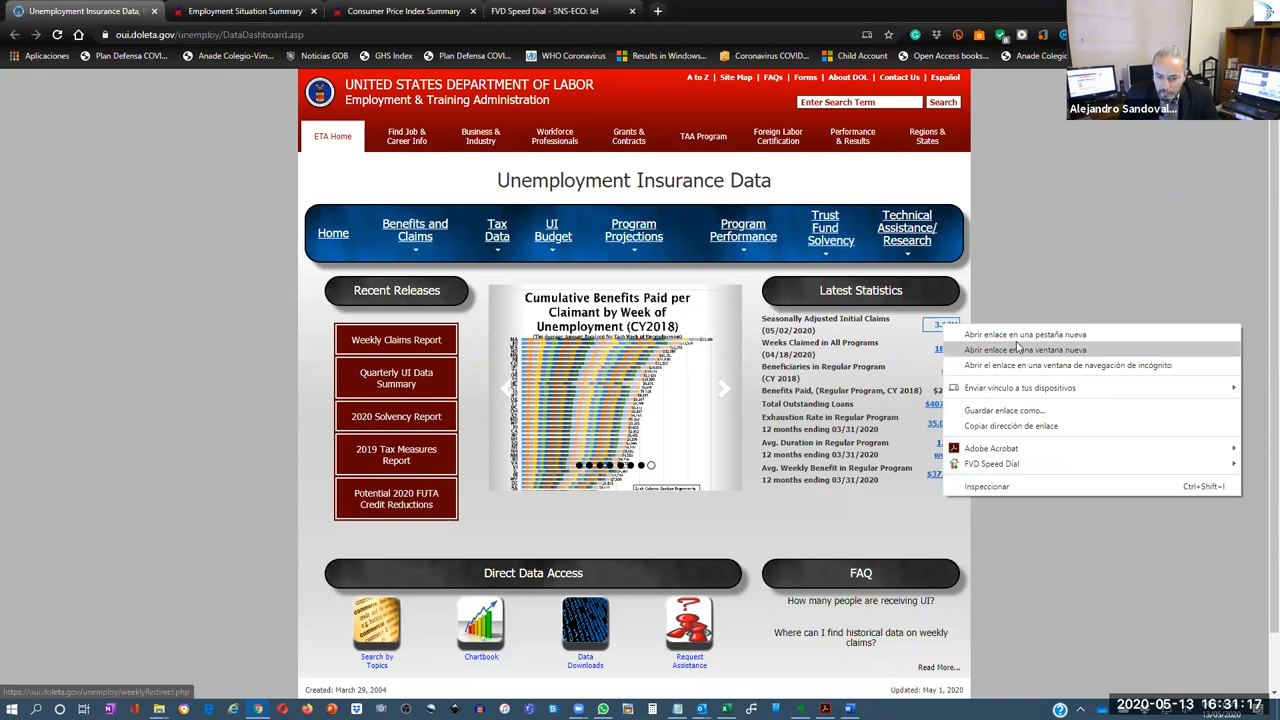 Unemployment Insurance Data,
Employment Situation Summary
Consumer Price Index Summary
FVD Speed Dial - SNS-ECO: lel
oui.doleta.gov/unemploy/DataDashboard.asp
Aplicaciones
Plan Defensa COVI...
Anade Colegio-Vim...
Noticias GOB
GHS Index
Plan Defensa COVI...
WHO Coronavirus
Results in Windows...
Coronavirus COVID...
Child Account
Open Access books...
Anade Colegio
Alejandro Sandoval...
UNITED STATES DEPARTMENT OF LABOR
Employment & Training Administration
A to Z | Site Map | FAQs | Forms | About DOL | Contact Us | Español
Enter Search Term
Search
ETA Home
Find Job &
Career Info
Business &
Industry
Workforce
Professionals
Grants &
Contracts
TAA Program
Foreign Labor
Certification
Performance
& Results
Regions &
States
Unemployment Insurance Data
Home
Benefits and
Claims
Tax
Data
UI
Budget
Program
Projections
Program
Performance
Trust
Fund
Solvency
Technical
Assistance/
Research
Recent Releases
Weekly Claims Report
Quarterly UI Data
Summary
2020 Solvency Report
2019 Tax Measures
Report
Potential 2020 FUTA
Credit Reductions
Cumulative Benefits Paid per
Claimant by Week of
Unemployment (CY2018)
Latest Statistics
Seasonally Adjusted Initial Claims
(05/02/2020)
Weeks Claimed in All Programs
(04/18/2020)
Beneficiaries in Regular Program
(CY 2018)
Benefits Paid, (Regular Program, CY 2018)
Total Outstanding Loans
Exhaustion Rate in Regular Program
12 months ending 03/31/2020
Avg. Duration in Regular Program
12 months ending 03/31/2020
Avg. Weekly Benefit in Regular Program
12 months ending 03/31/2020
Abrir enlace en una pestaña nueva
Abrir enlace en una ventana nueva
Abrir el enlace en una ventana de navegación de incógnito
Enviar vínculo a tus dispositivos
Guardar enlace como...
Copiar dirección de enlace
Adobe Acrobat
FVD Speed Dial
Inspeccionar Ctrl+Shift+I
Direct Data Access
Search by
Topics
Chartbook
Data
Downloads
Request
Assistance
FAQ
How many people are receiving UI?
Where can I find historical data on weekly
claims?
Read More...
Created: March 29, 2004
Updated: May 1, 2020
https://oui.doleta.gov/unemploy/weeklyRedirect.php
2020-05-13 16:31:17
13/05/2020